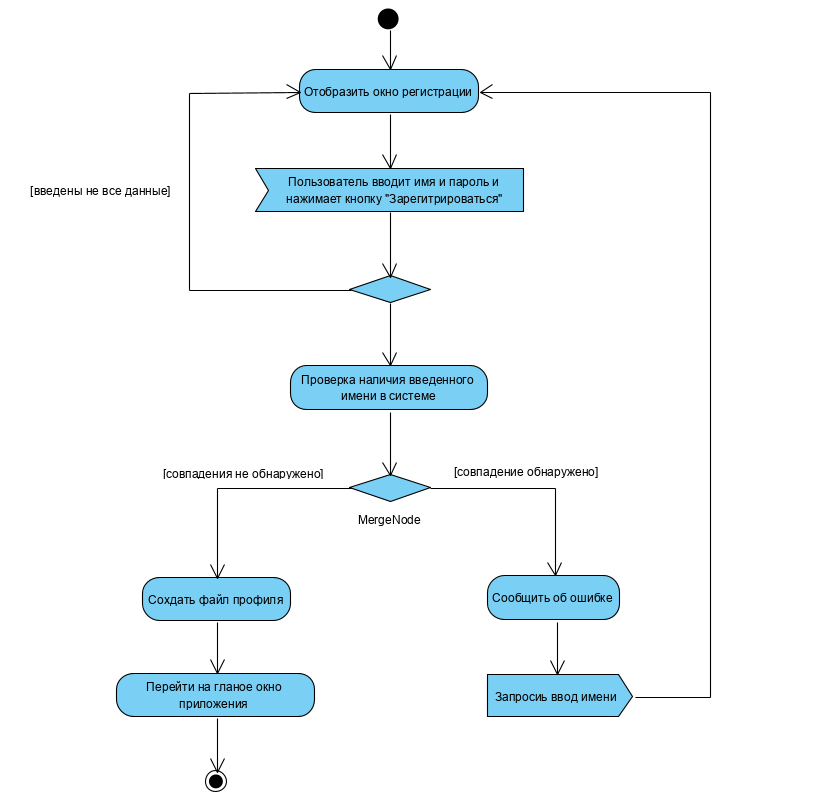 Отобразить окно регистрации
[введены не все данные]
Пользователь вводит имя и пароль и
нажимает кнопку "Зарегитрироваться"
Проверка наличия введенного
имени в системе
[совпадения не обнаружено]
[совпадение обнаружено]
MergeNode
Создать файл профиля
Сообщить об ошибке
Перейти на гланое окно
приложения
Запросиь ввод имени